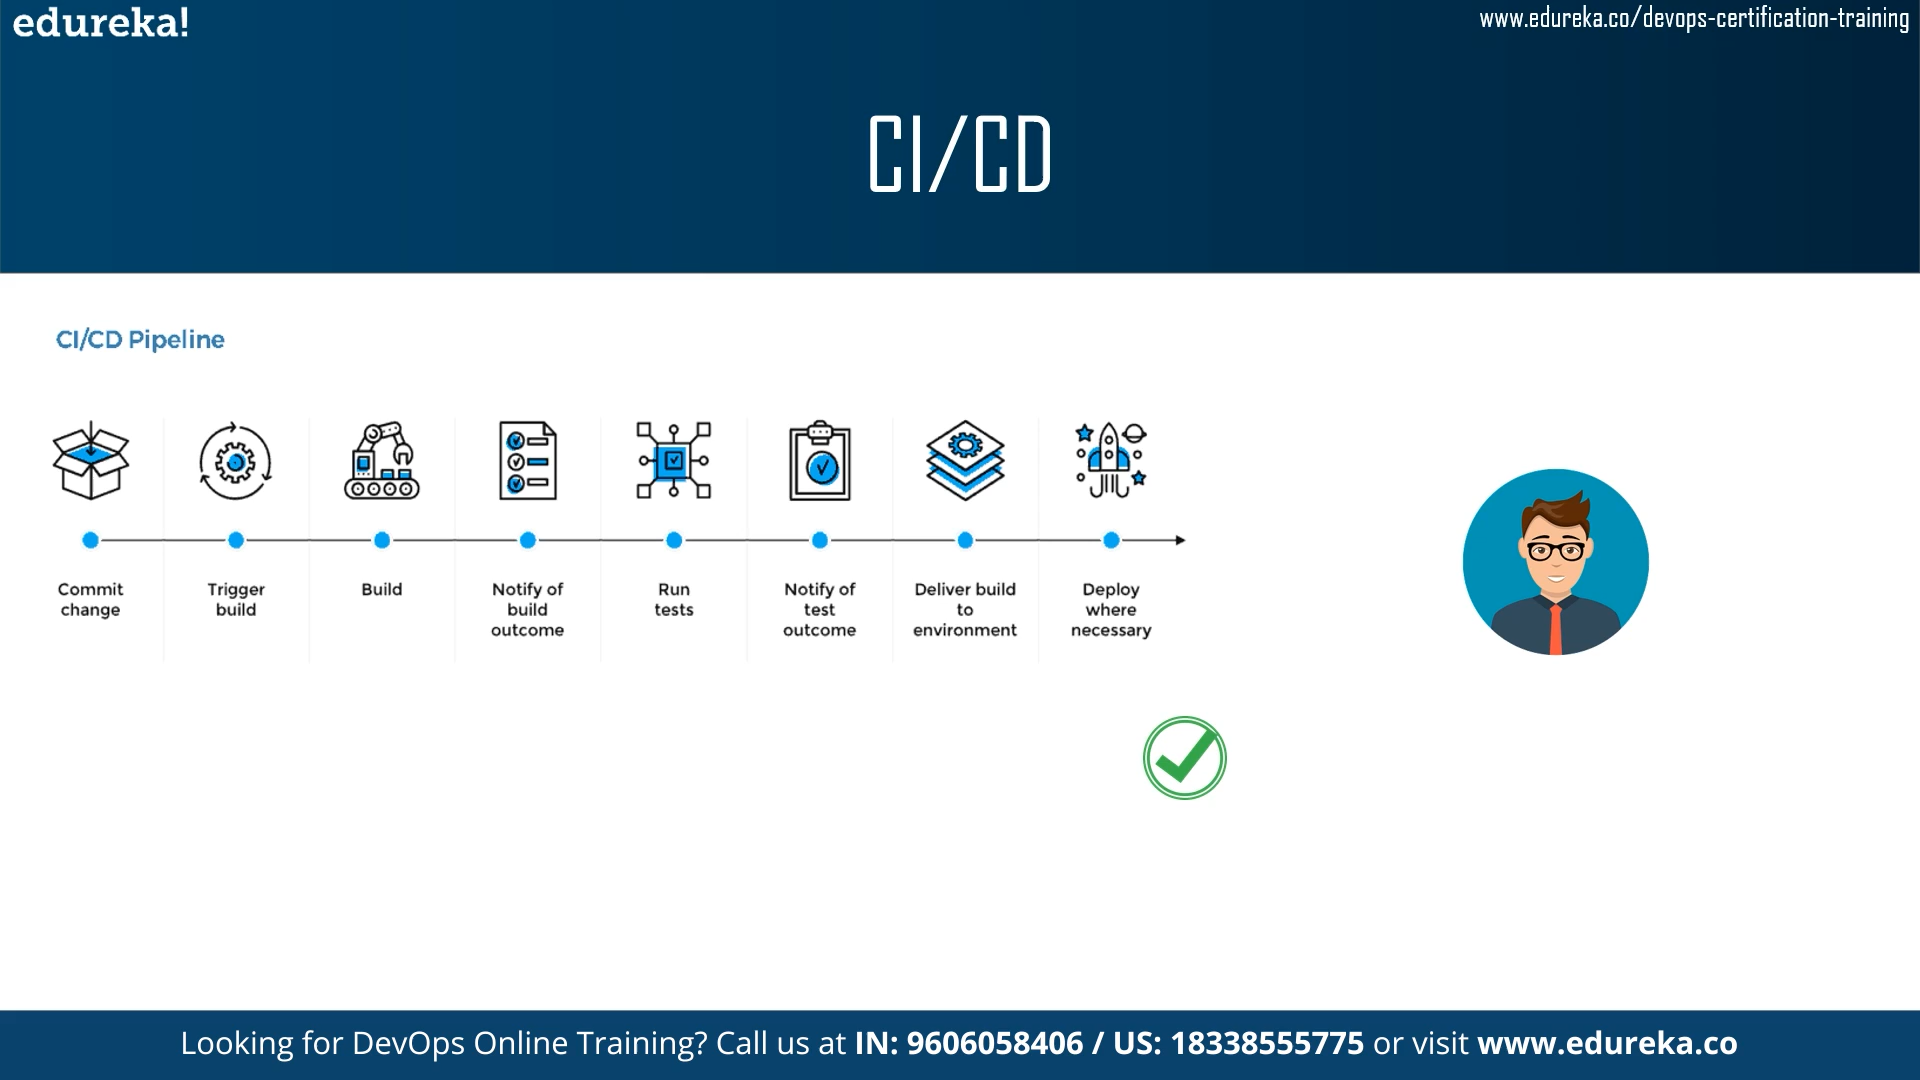 edureka!
www.edureka.co/devops-certification-training
CI/CD
CI/CD Pipeline
Commit
change
Trigger
build
Build
Notify of
build
outcome
Run
tests
Notify of
test
outcome
Deliver build
to
environment
Deploy
where
necessary
Looking for DevOps Online Training? Call us at IN: 9606058406 / US: 18338555775 or visit www.edureka.co